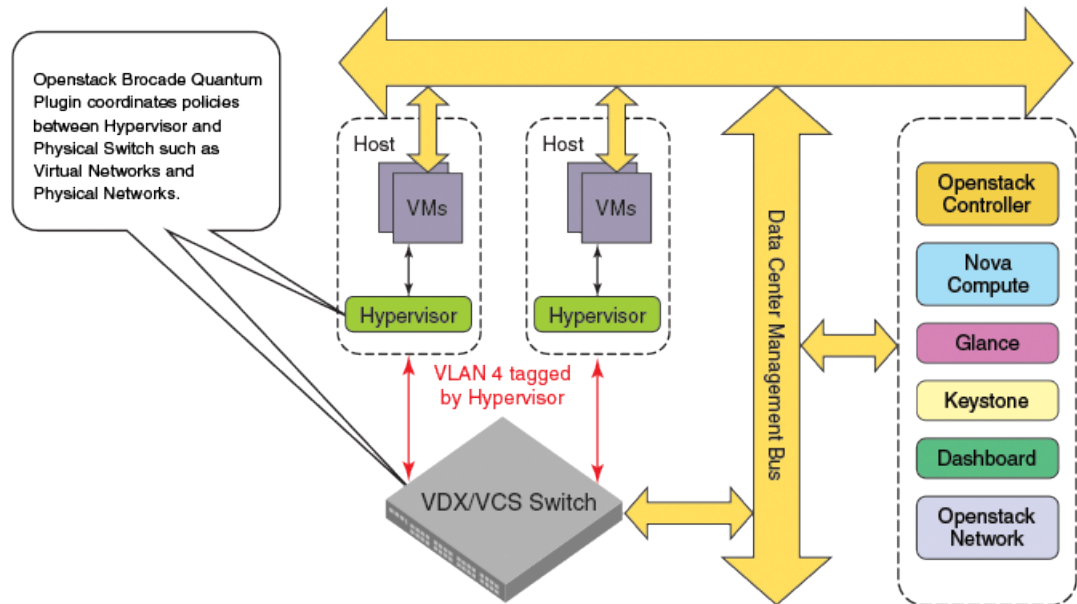 Openstack Brocade Quantum
Plugin coordinates policies
between Hypervisor and
Physical Switch such as
Virtual Networks and
Physical Networks.
Host
VMs
Hypervisor
Host
VMs
Hypervisor
VLAN 4 tagged
by Hypervisor
VDX/VCS Switch
Data Center Management Bus
Openstack
Controller
Nova
Compute
Glance
Keystone
Dashboard
Openstack
Network